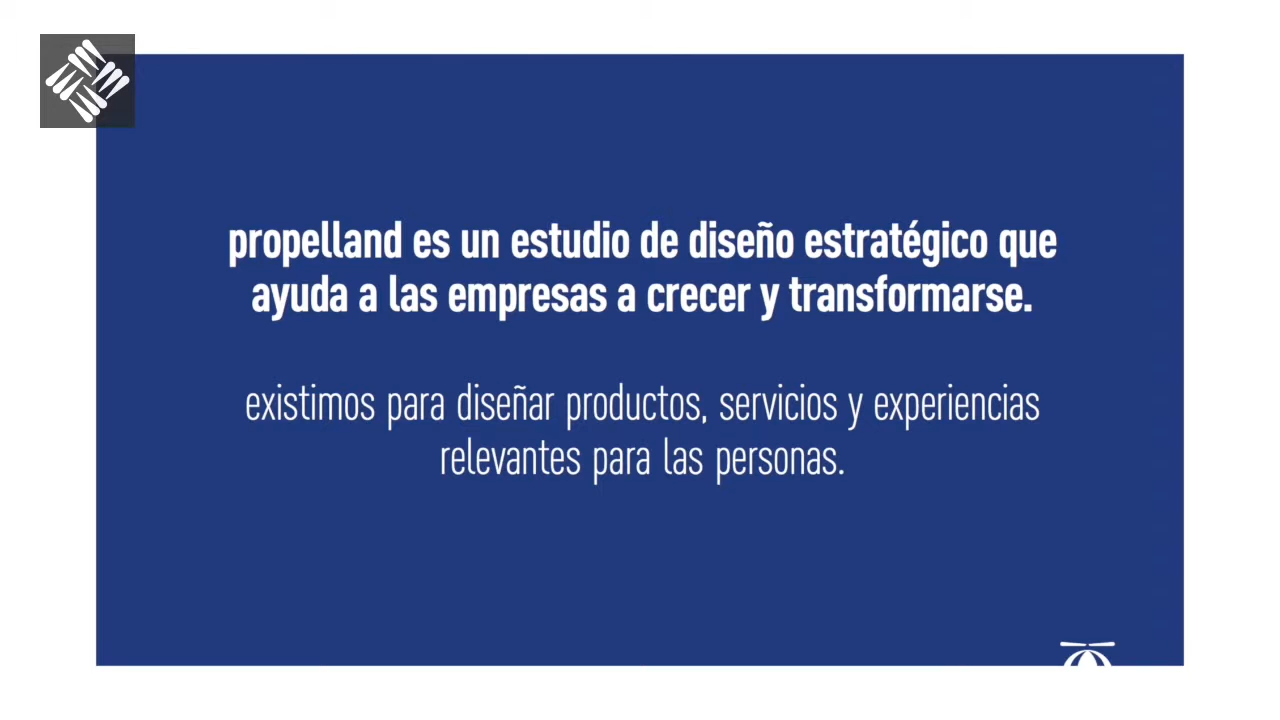 propelland es un estudio de diseño estratégico que
ayuda a las empresas a crecer y transformarse.
existimos para diseñar productos, servicios y experiencias
relevantes para las personas.